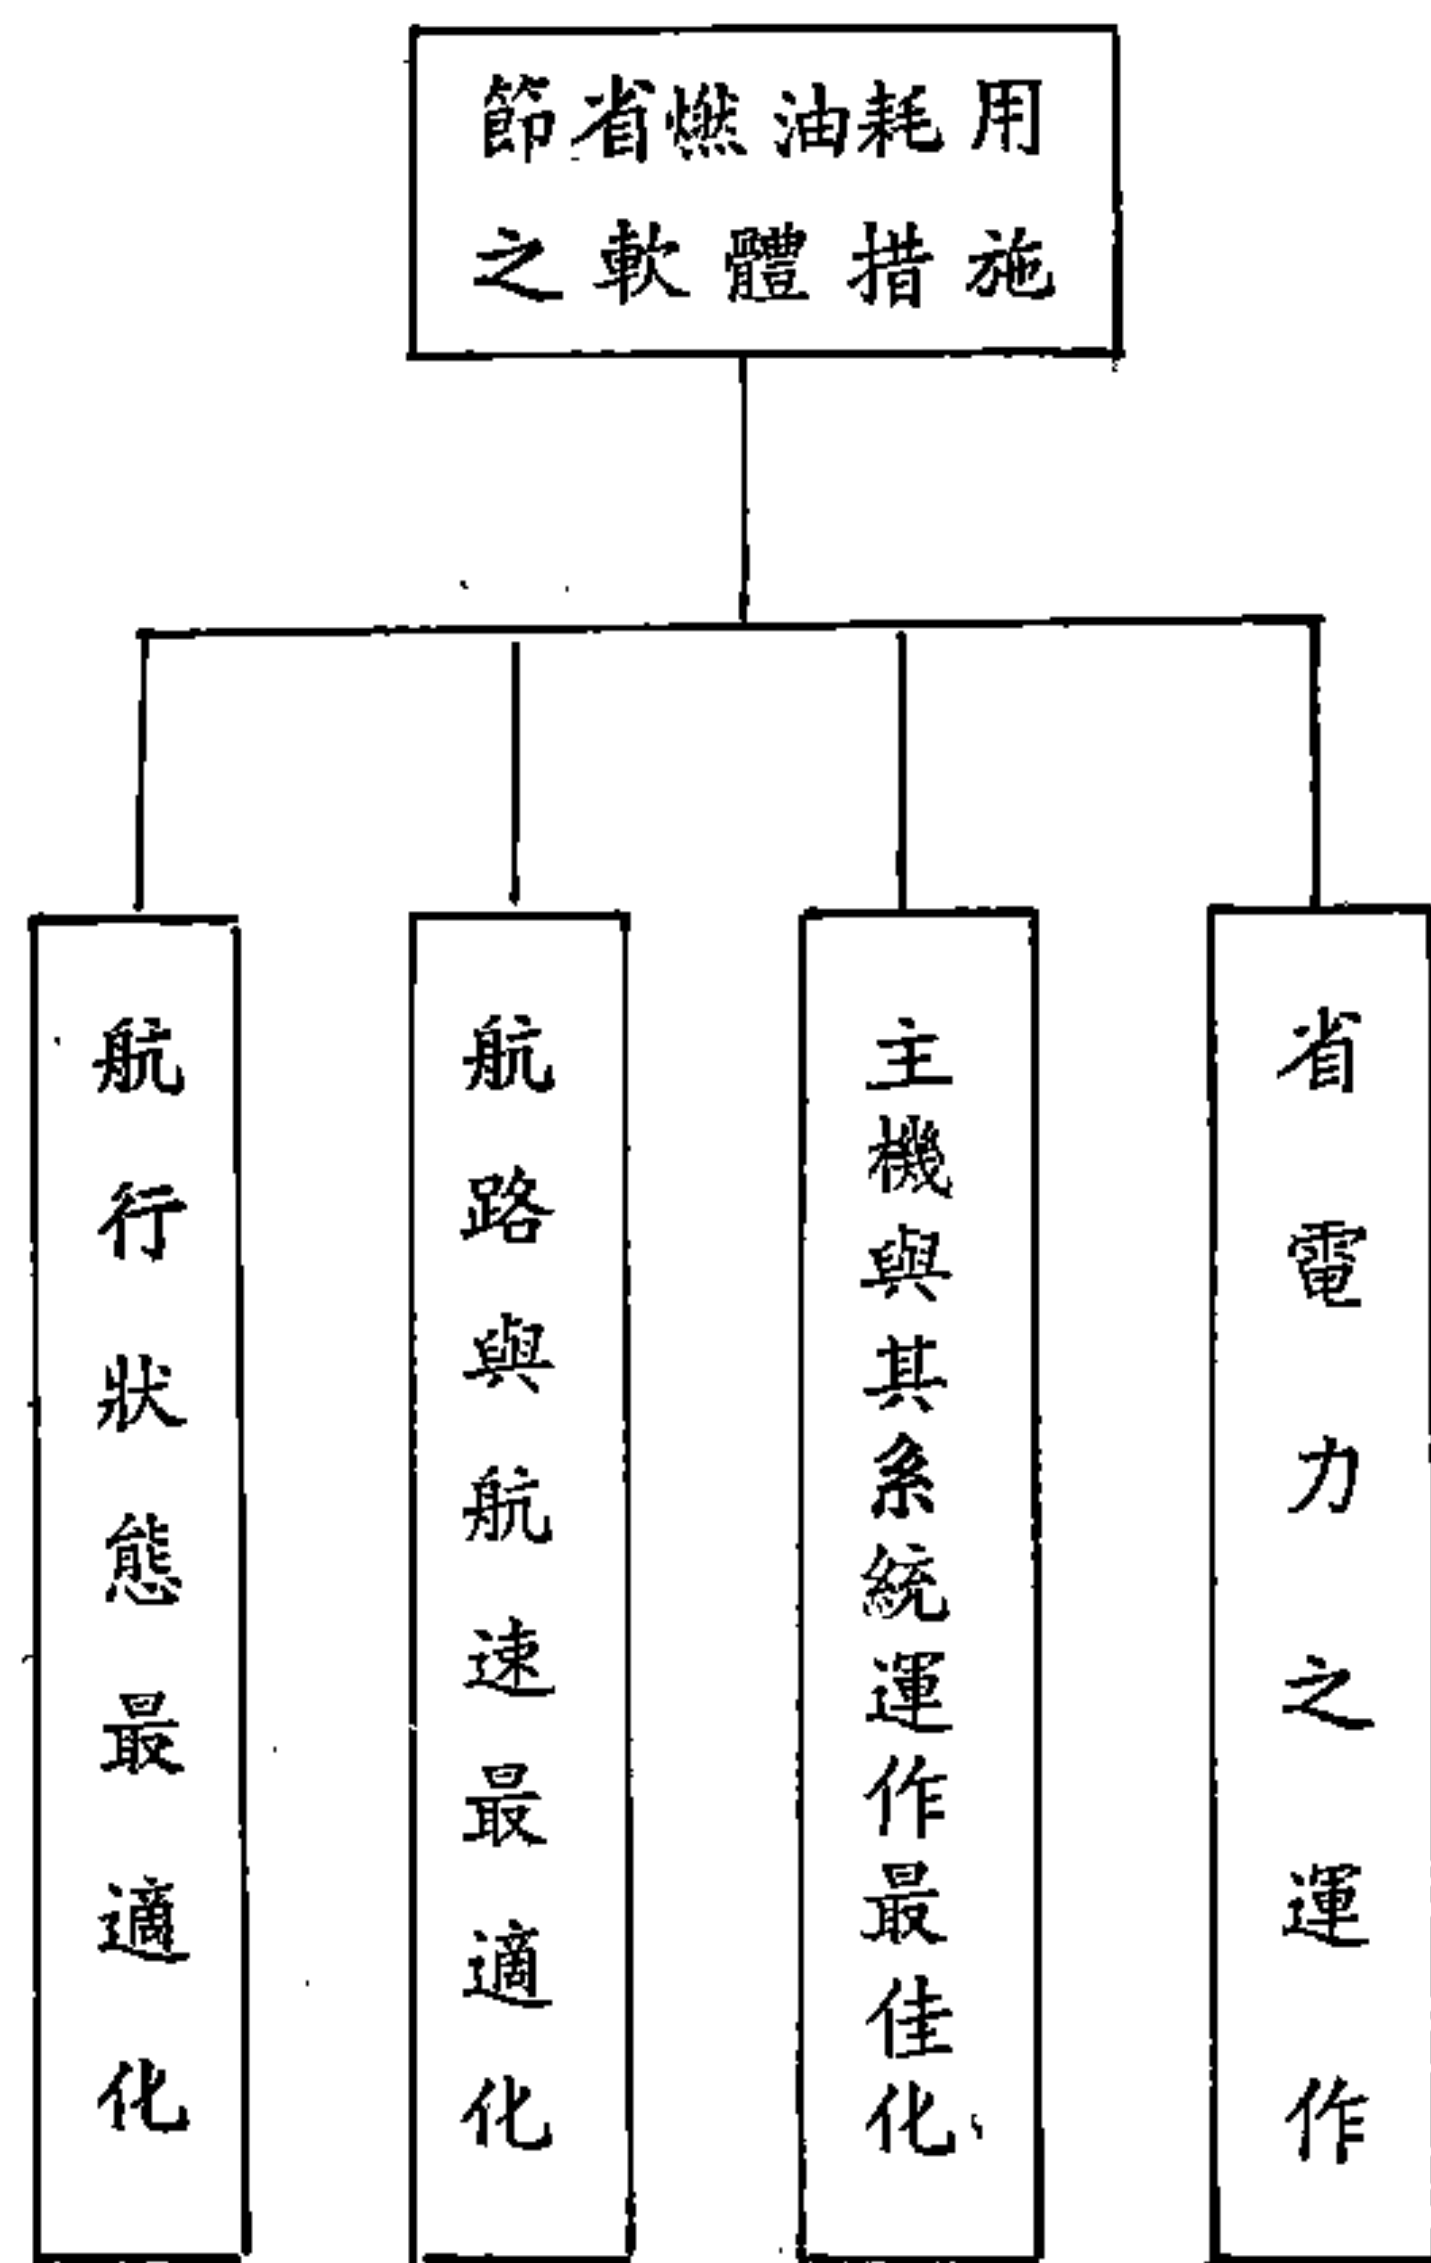 節省燃油耗用
之軟體措施
航行狀態最適化
航路與航速最適化
主機與其系統運作最佳化
省電力之運作